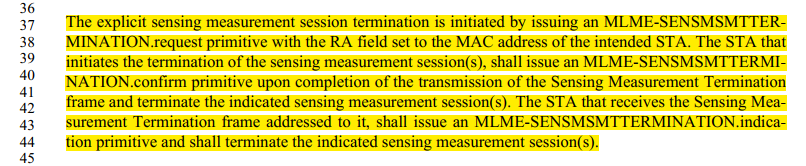 36
37 The explicit sensing measurement session termination is initiated by issuing an MLME-SENSMSMTTER-
38 MINATION.request primitive with the RA field set to the MAC address of the intended STA. The STA that
39 initiates the termination of the sensing measurement session(s), shall issue an MLME-SENSMSMTTERMI-
40 NATION.confirm primitive upon completion of the transmission of the Sensing Measurement Termination
41 frame and terminate the indicated sensing measurement session(s). The STA that receives the Sensing Mea-
42 surement Termination frame addressed to it, shall issue an MLME-SENSMSMTTERMINATION.indica-
43 tion primitive and shall terminate the indicated sensing measurement session(s).
44
45